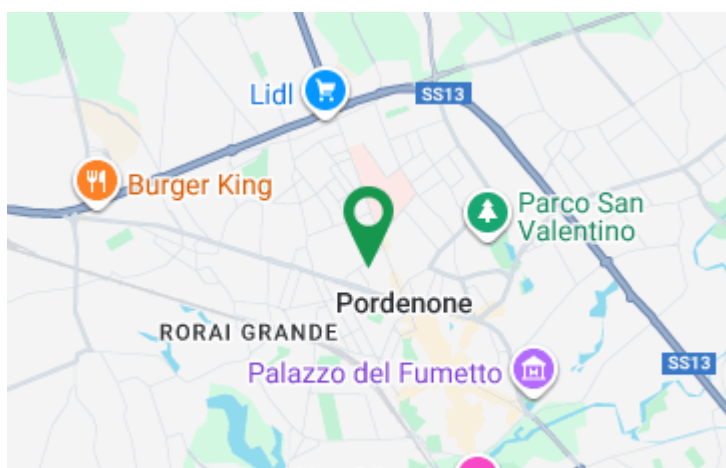 Lidl
SS13
Burger King
Parco San
Valentino
Pordenone
RORAI GRANDE
Palazzo del Fumetto
SS13